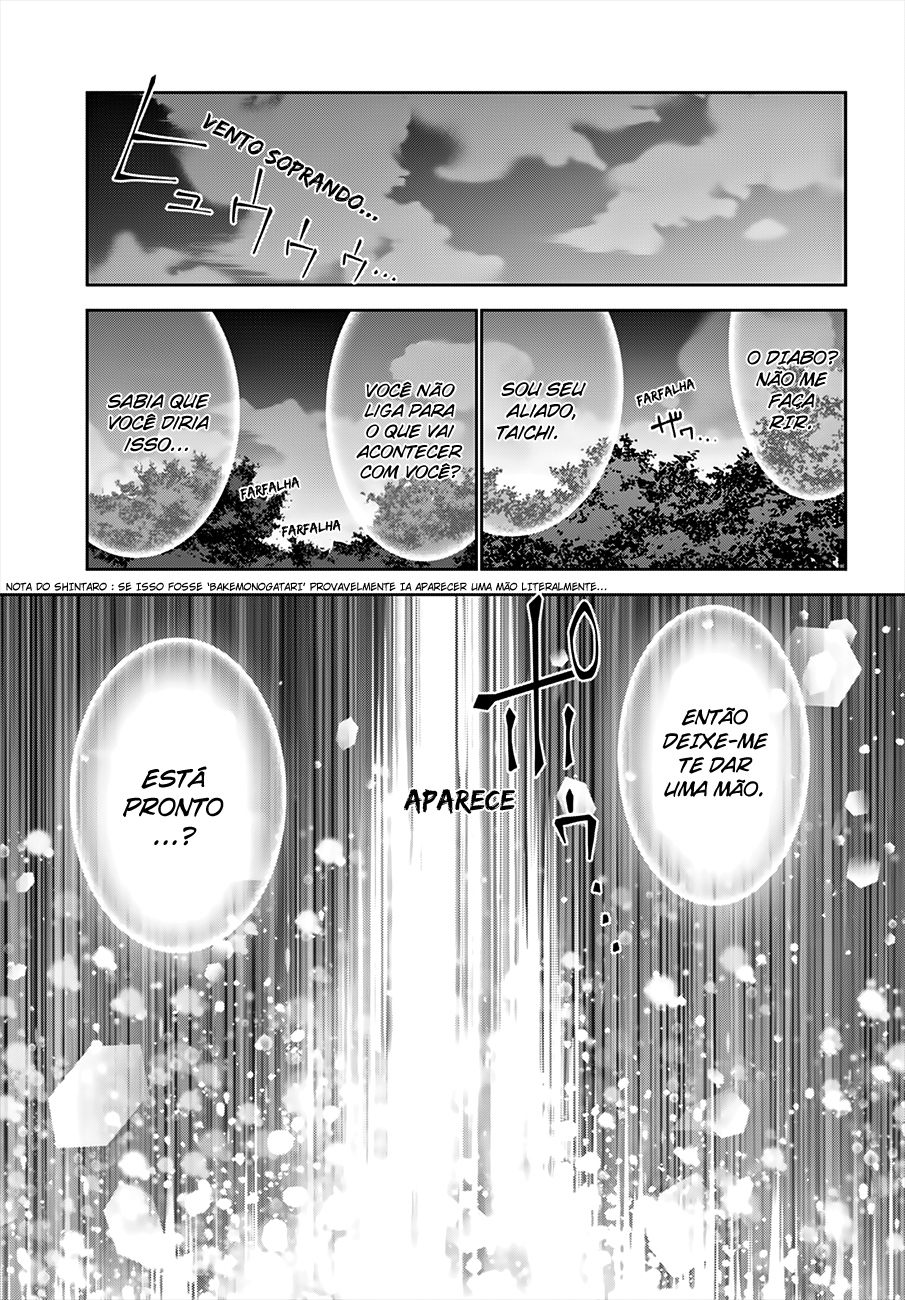 ヒュウウウ...
VENTO SOPRANDO...
O DIABO?
NÃO ME
FAÇA
RIR.
FARFALHA
ザワ...
SOU SEU
ALIADO,
TAICHI.
VOCÊ NÃO
LIGA PARA
O QUE VAI
ACONTECER
COM VOCÊ?
FARFALHA
FARFALHA
SABIA QUE
VOCÊ DIRIA
ISSO...
NOTA DO SHINTARO : SE ISSO FOSSE 'BAKEMONOGATARI' PROVAVELMENTE IA APARECER UMA MÃO LITERALMENTE...
ENTÃO
DEIXE-ME
TE DAR
UMA MÃO.
APARECE
ESTÁ
PRONTO
...?